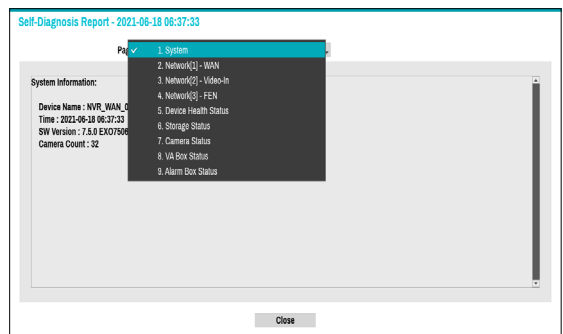 Self-Diagnosis Report - 2021-06-18 06:37:33
1. System
2. Network[1] - WAN
3. Network[2] - Video-In
4. Network[3] - FEN
5. Device Health Status
6. Storage Status
7. Camera Status
8. VA Box Status
9. Alarm Box Status
System Information:
Device Name : NVR_WAN_0
Time : 2021-06-18 06:37:33
SW Version : 7.5.0 EXO7506
Camera Count : 32
Close